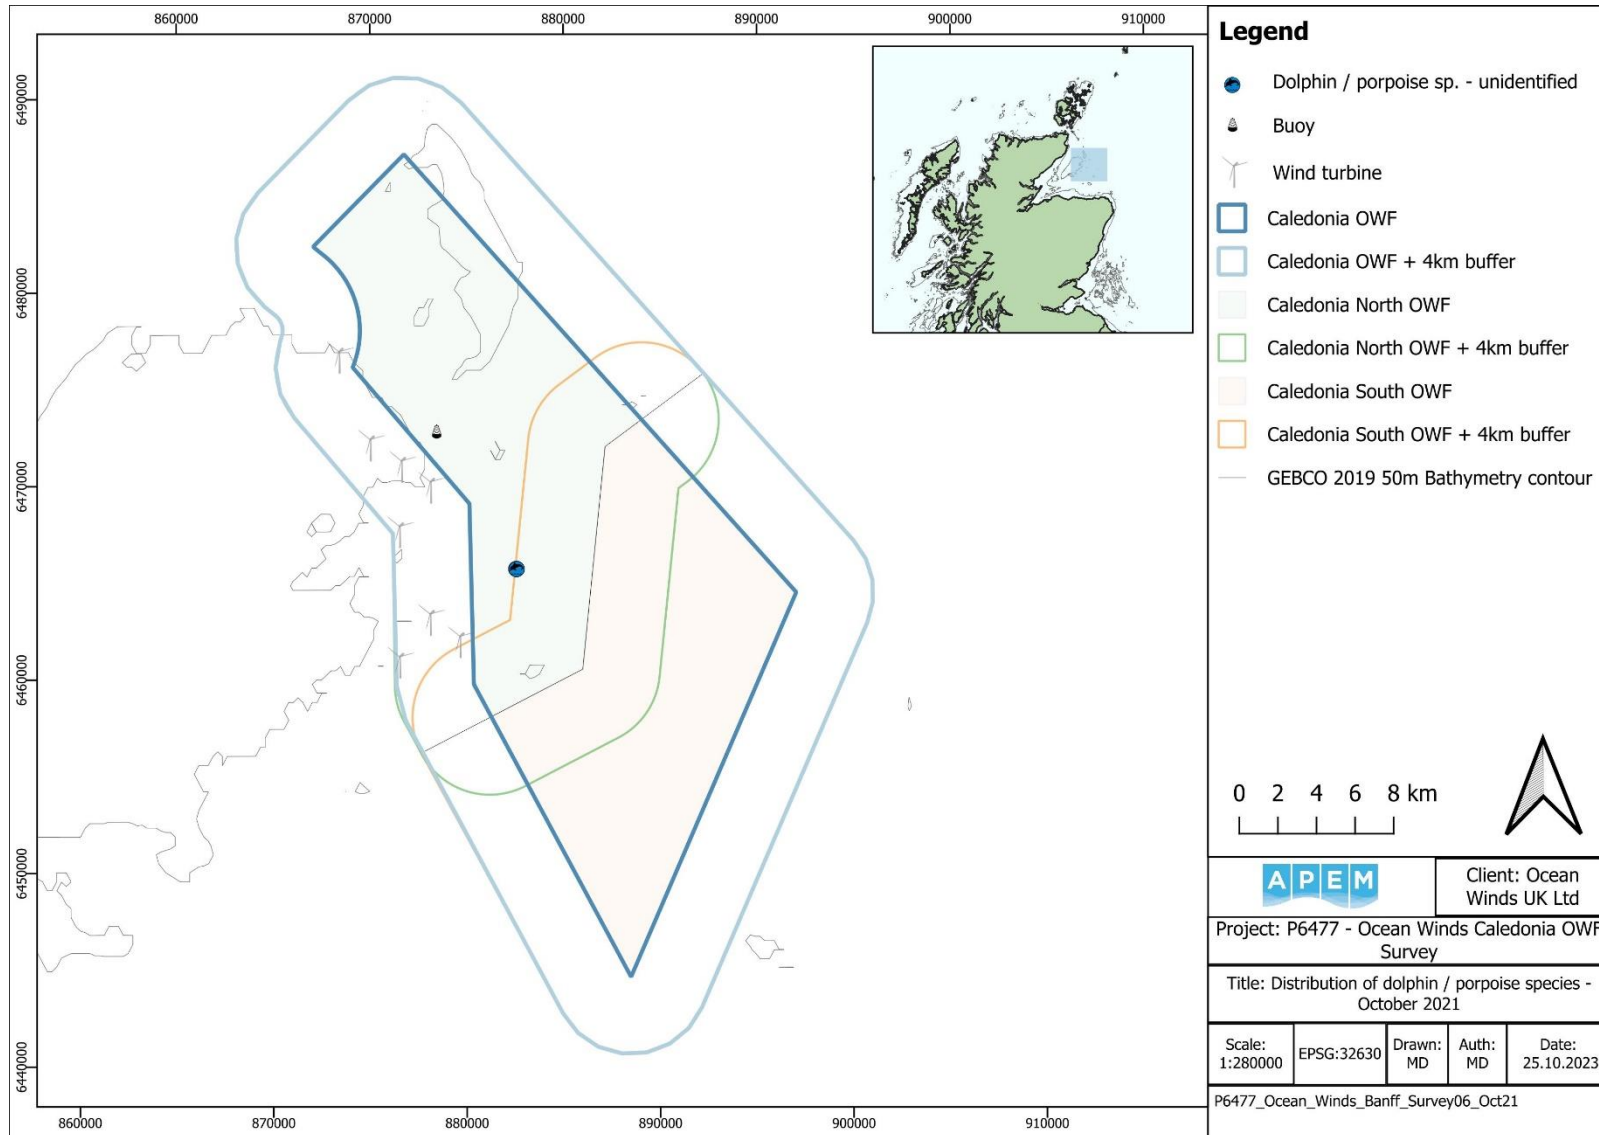 860000 870000 880000 890000 900000 910000
6490000
6480000
6470000
6460000
6450000
6440000
860000 870000 880000 890000 900000 910000
Legend
Dolphin / porpoise sp. - unidentified
Buoy
Wind turbine
Caledonia OWF
Caledonia OWF + 4km buffer
Caledonia North OWF
Caledonia North OWF + 4km buffer
Caledonia South OWF
Caledonia South OWF + 4km buffer
GEBCO 2019 50m Bathymetry contour
0 2 4 6 8 km
APEM
Client: Ocean
Winds UK Ltd
Project: P6477 - Ocean Winds Caledonia OWF
Survey
Title: Distribution of dolphin / porpoise species -
October 2021
Scale:
1:280000
EPSG:32630
Drawn:
MD
Auth:
MD
Date:
25.10.2023
P6477_Ocean_Winds_Banff_Survey06_Oct21